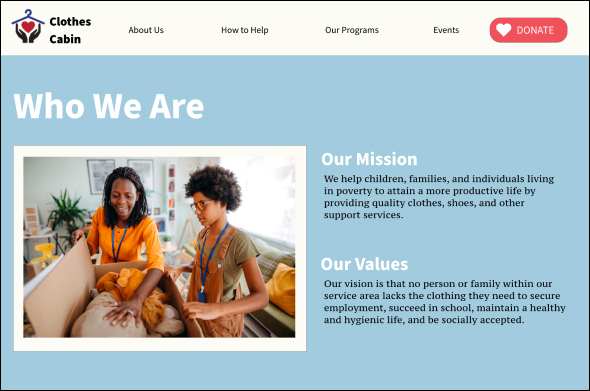 Clothes
Cabin
About Us
How to Help
Our Programs
Events
DONATE
Who We Are
Our Mission
We help children, families, and individuals living
in poverty to attain a more productive life by
providing quality clothes, shoes, and other
support services.
Our Values
Our vision is that no person or family within our
service area lacks the clothing they need to secure
employment, succeed in school, maintain a healthy
and hygienic life, and be socially accepted.